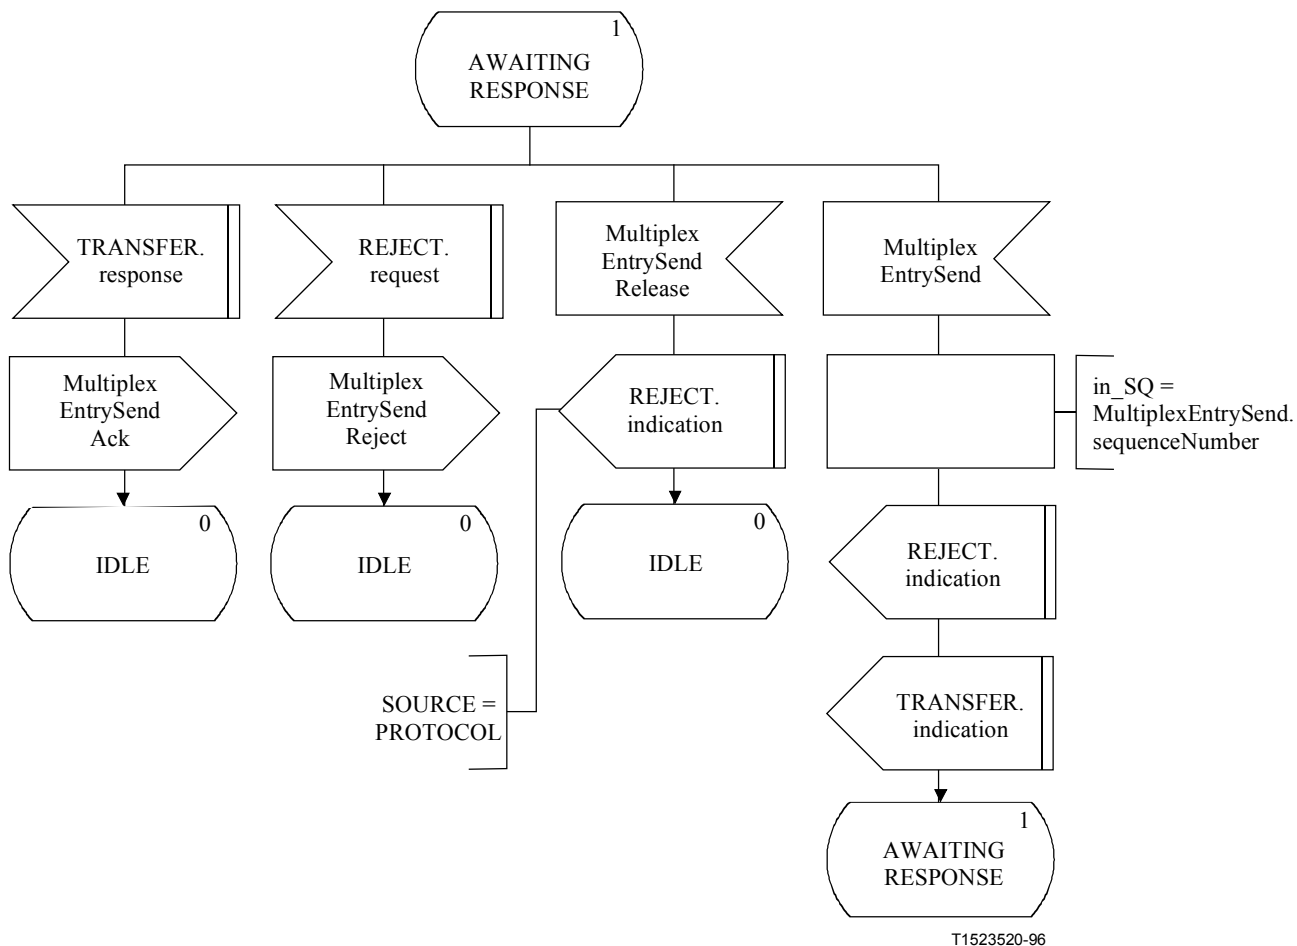 1
AWAITING
RESPONSE
TRANSFER.
response
REJECT.
request
Multiplex
EntrySend
Release
Multiplex
EntrySend
Multiplex
EntrySend
Ack
Multiplex
EntrySend
Reject
REJECT.
indication
in_SQ =
MultiplexEntrySend.
sequenceNumber
0
IDLE
0
IDLE
0
IDLE
REJECT.
indication
SOURCE =
PROTOCOL
TRANSFER.
indication
1
AWAITING
RESPONSE
T1523520-96